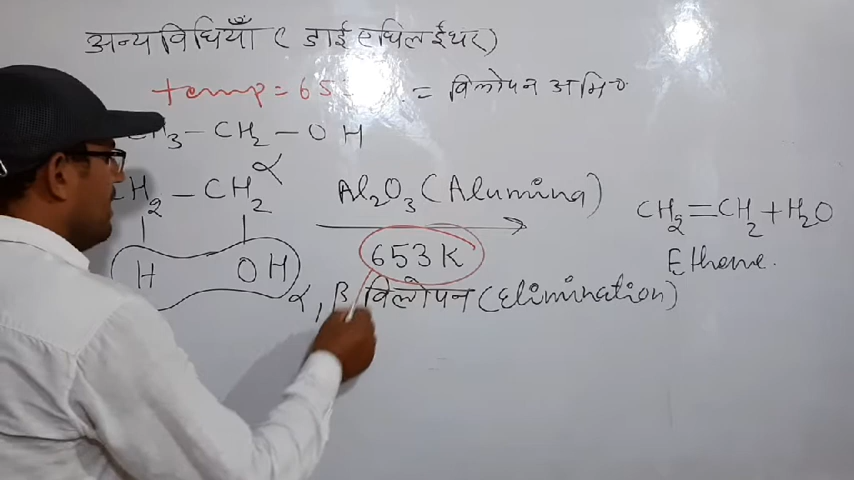 अन्य विधियाँ ( डाई एथिल ईथर )
temp = 65 = विलोपन अभि०
CH3 – CH2 – OH
CH2 – CH2 α
Al2O3 (Alumina)
CH2=CH2+H2O
H OH
653K
Ethene.
α, β विलोपन (Elimination)